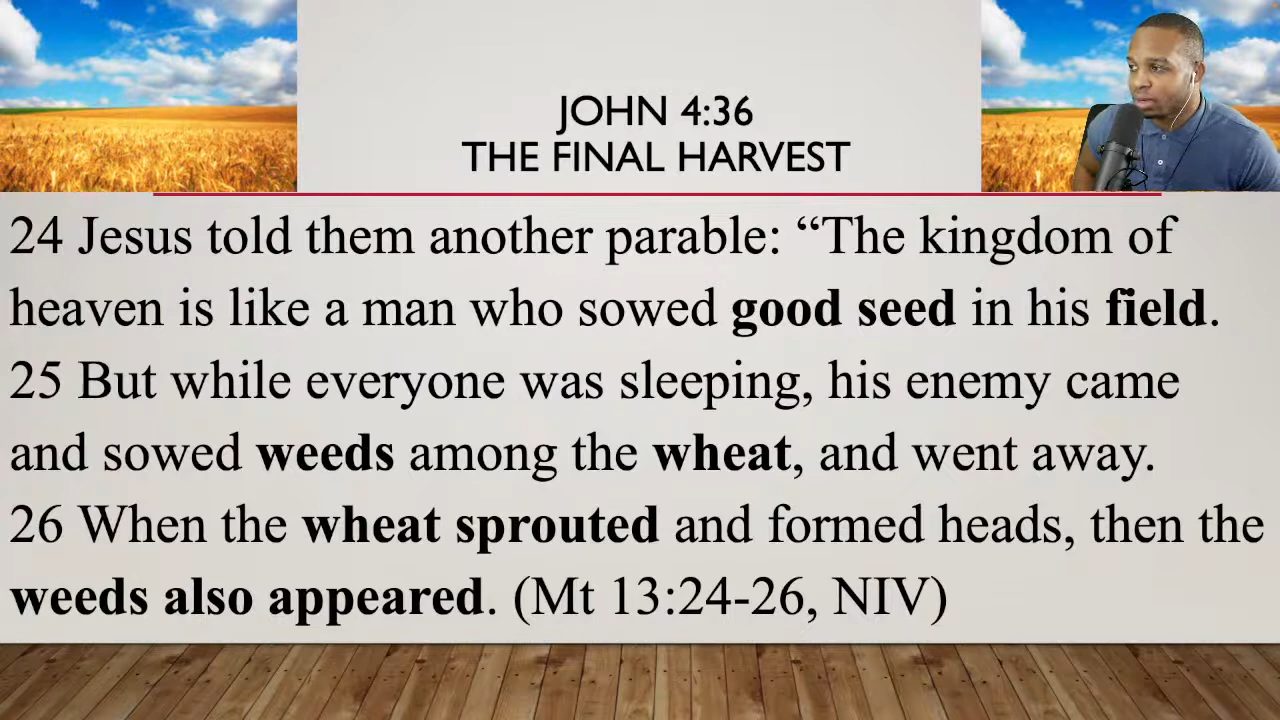 JOHN 4:36
THE FINAL HARVEST
24 Jesus told them another parable: “The kingdom of
heaven is like a man who sowed good seed in his field.
25 But while everyone was sleeping, his enemy came
and sowed weeds among the wheat, and went away.
26 When the wheat sprouted and formed heads, then the
weeds also appeared. (Mt 13:24-26, NIV)